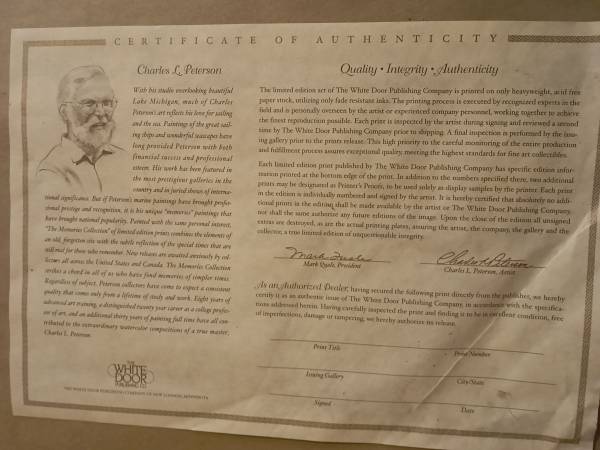 CERTIFICATE OF AUTHENTICITY
Charles L. Peterson
With his studio overlooking beautiful
Lake Michigan, much of Charles
Peterson's art reflects his love for sailing
and the sea. Paintings of the great sail-
ing ships and wonderful seascapes have
long provided Peterson with both
financial success and professional
esteem. His work has been featured in
the most prestigious galleries in the
country and in juried shows of interna-
tional significance. But if Peterson's marine paintings have brought profes-
sional prestige and recognition, it is his unique "memories" paintings that
have brought national popularity. Painted with the same personal interest,
"The Memories Collection" of limited edition prints combines the elements of
an old, forgotten site with the subtle reflection of the special times that are
still real for those who remember. New releases are awaited anxiously by col-
lectors all across the United States and Canada. The Memories Collection
strikes a chord in all of us who have fond memories of simpler times.
Regardless of subject, Peterson collectors have come to expect a consistent
quality that comes only from a lifetime of study and work. Eight years of
advanced art training, a distinguished twenty year career as a college profes-
sor of art, and an additional thirty years of painting full time have all con-
tributed to the extraordinary watercolor compositions of a true master,
Charles L. Peterson.
THE
WHITE
DOOR
PUBLISHING CO.
THE WHITE DOOR PUBLISHING COMPANY OF NEW LONDON, MINNESOTA
Quality • Integrity • Authenticity
The limited edition set of The White Door Publishing Company is printed on only heavyweight, acid free
paper stock, utilizing only fade resistant inks. The printing process is executed by recognized experts in the
field and is personally overseen by the artist or experienced company personnel, working together to achieve
the finest reproduction possible. Each print is inspected by the artist during signing and reviewed a second
time by The White Door Publishing Company prior to shipping. A final inspection is performed by the issu-
ing gallery prior to the prints release. This high priority to the careful monitoring of the entire production
and fulfillment process assures exceptional quality, meeting the highest standards for fine art collectibles.
Each limited edition print published by The White Door Publishing Company has specific edition infor-
mation printed at the bottom edge of the print. In addition to the numbers specified there, two additional
prints may be designated as Printer's Proofs, to be used solely as display samples by the printer. Each print
in the edition is individually numbered and signed by the artist. It is hereby certified that absolutely no addi-
tional prints in the edition shall be made available by the artist or White Door Publishing Company,
nor shall the same authorize any future editions of the image. Upon the close of the edition all unsigned
extras are destroyed, as are the actual printing plates, assuring the artist, the company, the gallery and the
collector, a true limited edition of unquestionable integrity.
Mark Quale, President
Charles L. Peterson
Charles L. Peterson, Artist
As an Authorized Dealer, having secured the following print directly from the publisher, we hereby
certify it as an authentic issue of The White Door Publishing Company in accordance with the specifica-
tions addressed herein. Having carefully inspected the print and finding it to be in excellent condition, free
of imperfections, damage or tampering, we hereby authorize its release.
Print Title
Print Number
Issuing Gallery
City/State
Signed
Date